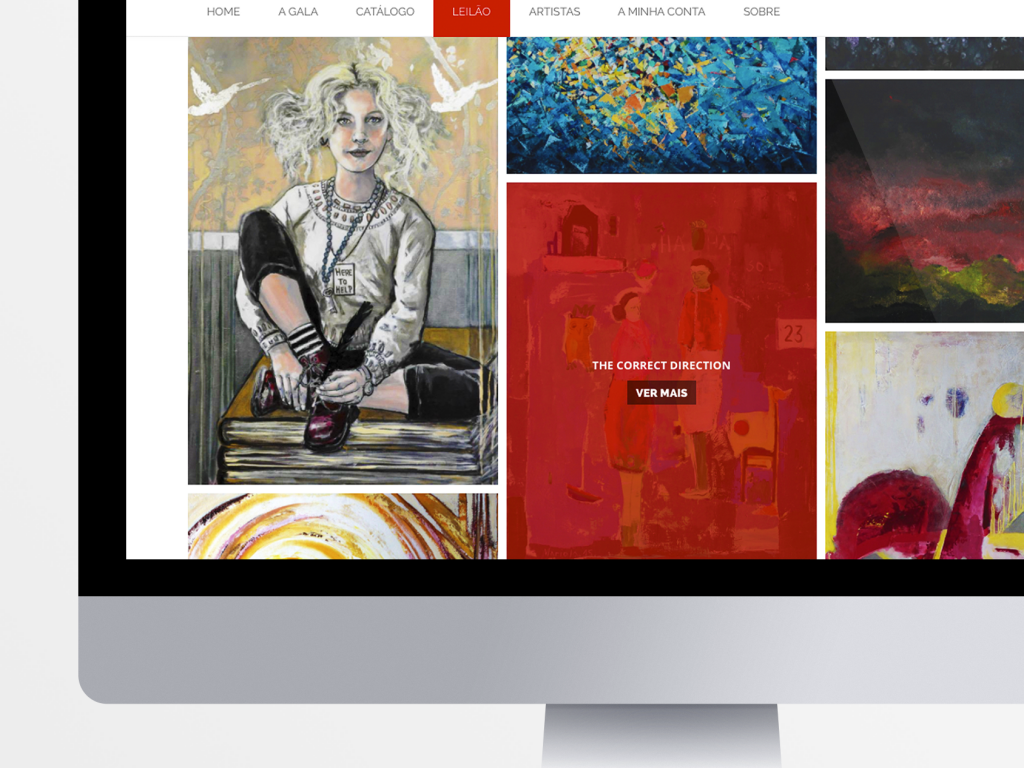 HOME A GALA CATÁLOGO LEILÃO ARTISTAS A MINHA CONTA SOBRE
HERE
TO
HELP
23
THE CORRECT DIRECTION
VER MAIS